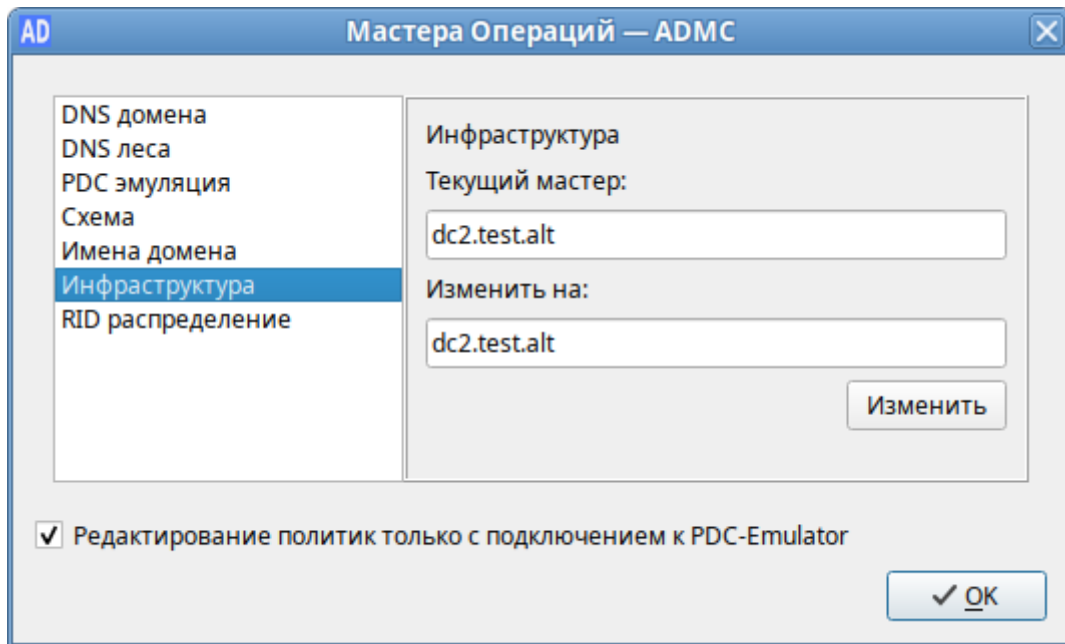 AD Мастера Операций — ADMC
DNS домена
DNS леса
PDC эмуляция
Схема
Имена домена
Инфраструктура
RID распределение
Инфраструктура
Текущий мастер:
dc2.test.alt
Изменить на:
dc2.test.alt
Изменить
Редактирование политик только с подключением к PDC-Emulator
OK